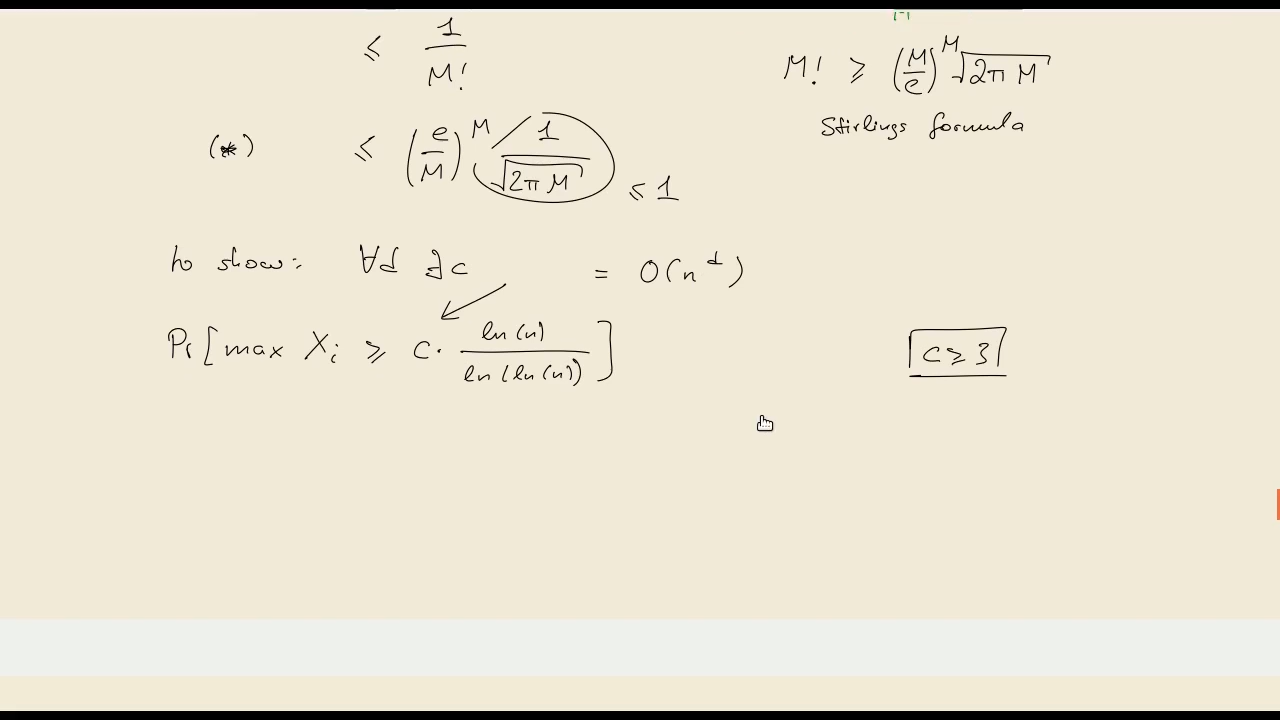 ≤ 1/M!
M! ≥ (M/e)^M √2πM
Stirlings formula
(*) ≤ (e/M)^M 1/√2πM ≤ 1
to show: ∀d ∃c = O(n^d)
Pr[max X_i ≥ c · ln(n)/ln(ln(n))]
c ≥ 3